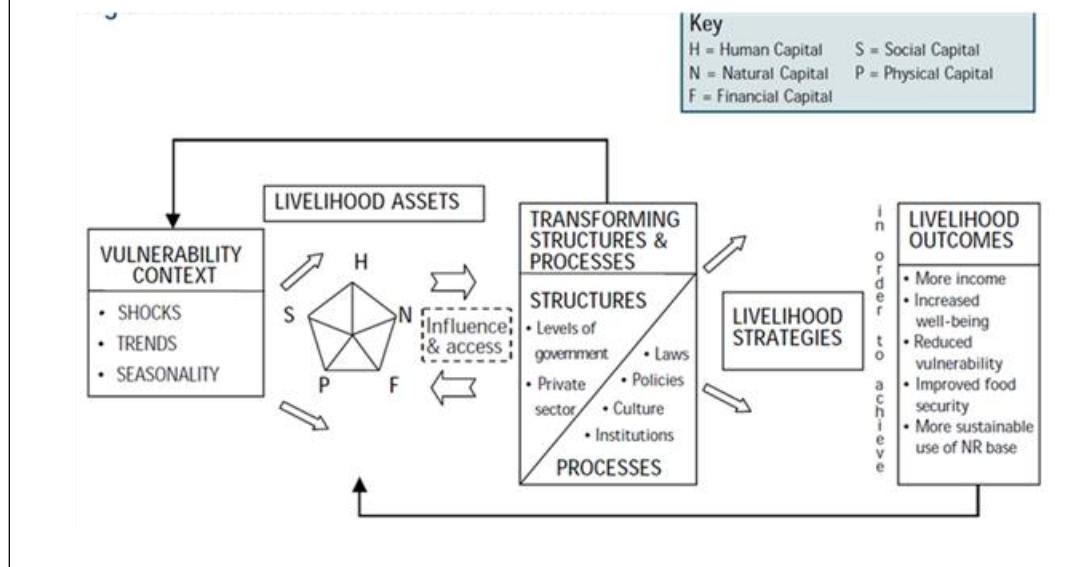 Key
H = Human Capital S = Social Capital
N = Natural Capital P = Physical Capital
F = Financial Capital
LIVELIHOOD ASSETS
VULNERABILITY
CONTEXT
• SHOCKS
• TRENDS
• SEASONALITY
H
S
N
P
F
Influence
& access
TRANSFORMING
STRUCTURES &
PROCESSES
STRUCTURES
• Levels of
government
• Private
sector
• Laws
• Policies
• Culture
• Institutions
PROCESSES
LIVELIHOOD
STRATEGIES
in order to achieve
LIVELIHOOD
OUTCOMES
• More income
• Increased
well-being
• Reduced
vulnerability
• Improved food
security
• More sustainable
use of NR base